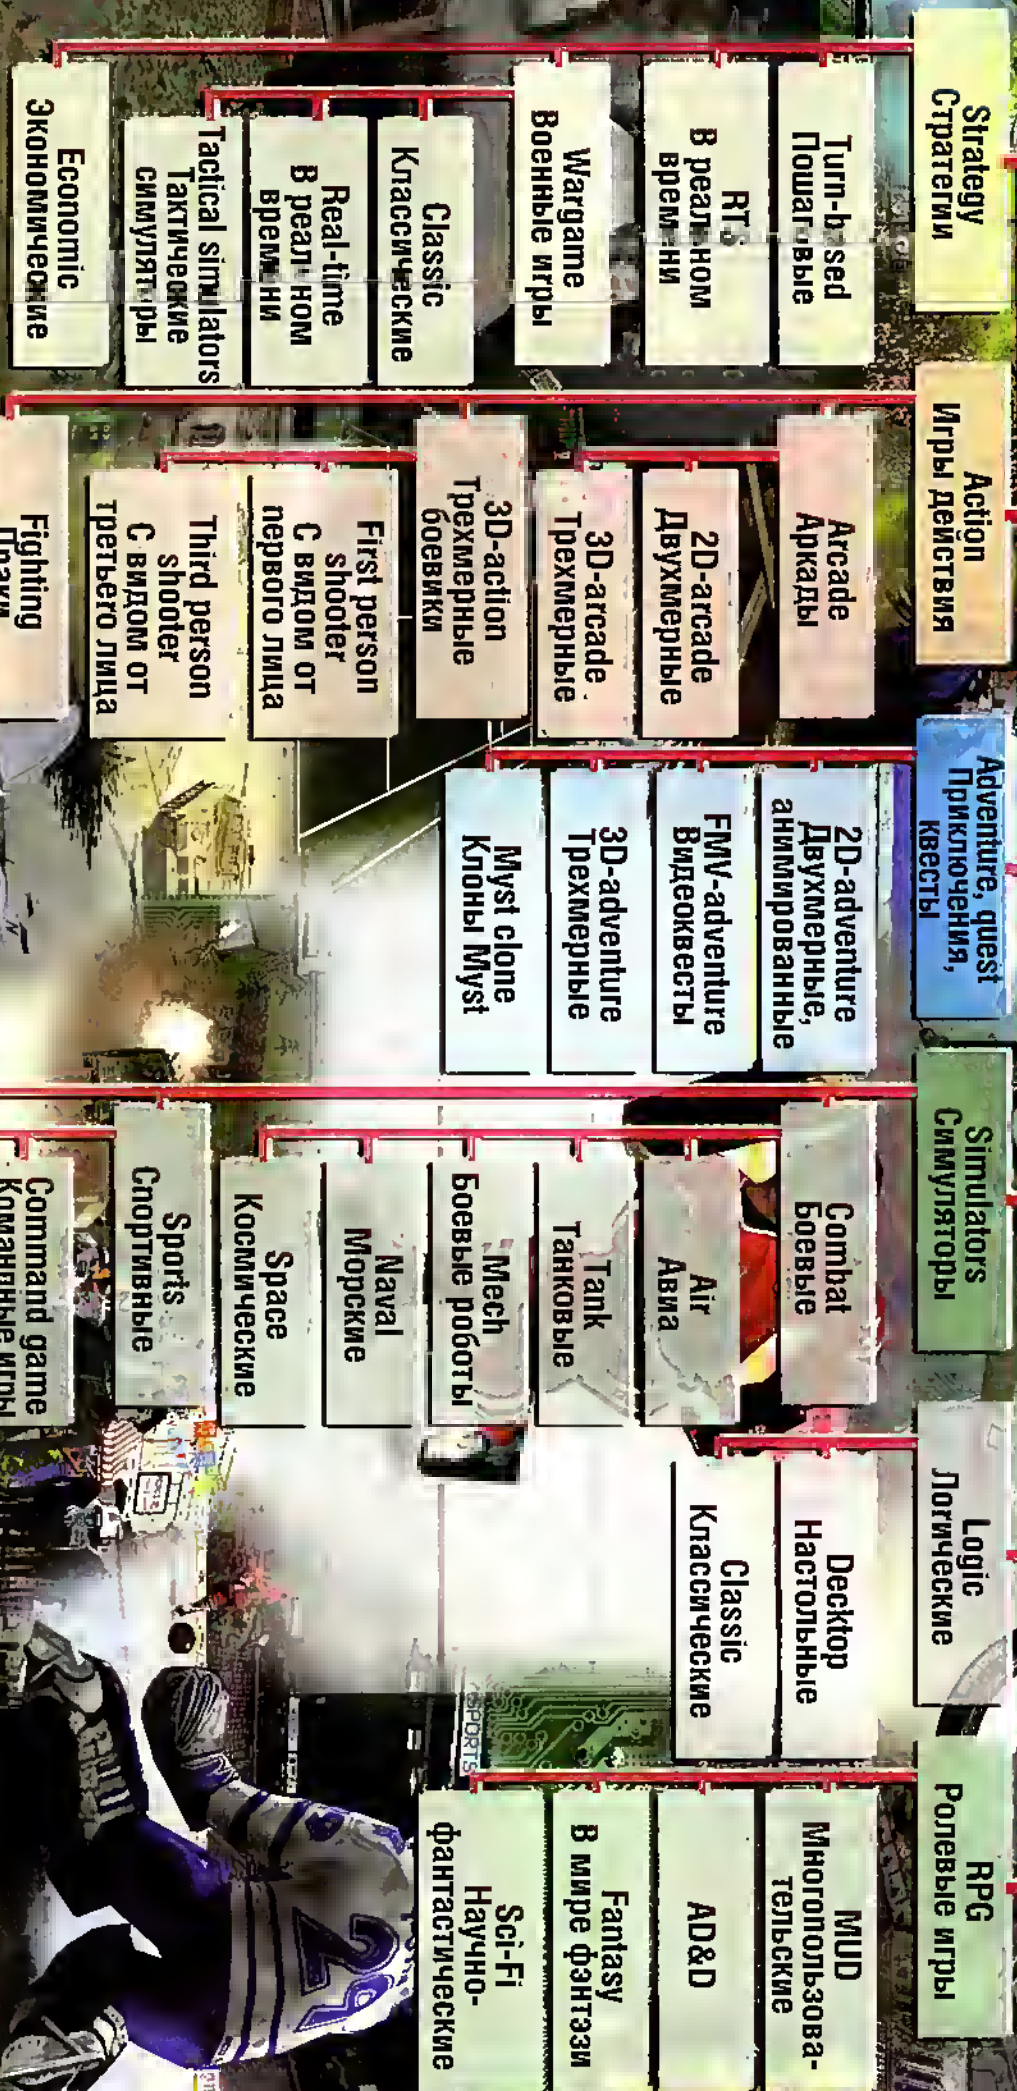 Strategy
Стратегии
Turn-based
Пошаговые
RTS
В реальном
времени
Wargame
Военные игры
Classic
Классические
Real-time
В реальном
времени
Tactical simulators
Тактические
симуляторы
Economic
Экономические
Action
Игры действия
Arcade
Аркады
2D-arcade
Двухмерные
3D-arcade
Трехмерные
3D-action
Трехмерные
боевики
First person
shooter
С видом от
первого лица
Third person
shooter
С видом от
третьего лица
Fighting
Adventure, quest
Приключения,
квесты
2D-adventure
Двухмерные,
анимированные
FMV-adventure
Видеоквесты
3D-adventure
Трехмерные
Myst clone
Клоны Myst
Simulators
Симуляторы
Combat
Боевые
Air
Авиа
Tank
Танковые
Mech
Боевые роботы
Naval
Морские
Space
Космические
Sports
Спортивные
Command game
Командные игры
Logic
Логические
Decktop
Настольные
Classic
Классические
RPG
Ролевые игры
MUD
Многопользова-
тельские
AD&D
Fantasy
В мире фэнтэзи
Sci-Fi
Научно-
фантастические
SPORTS
29